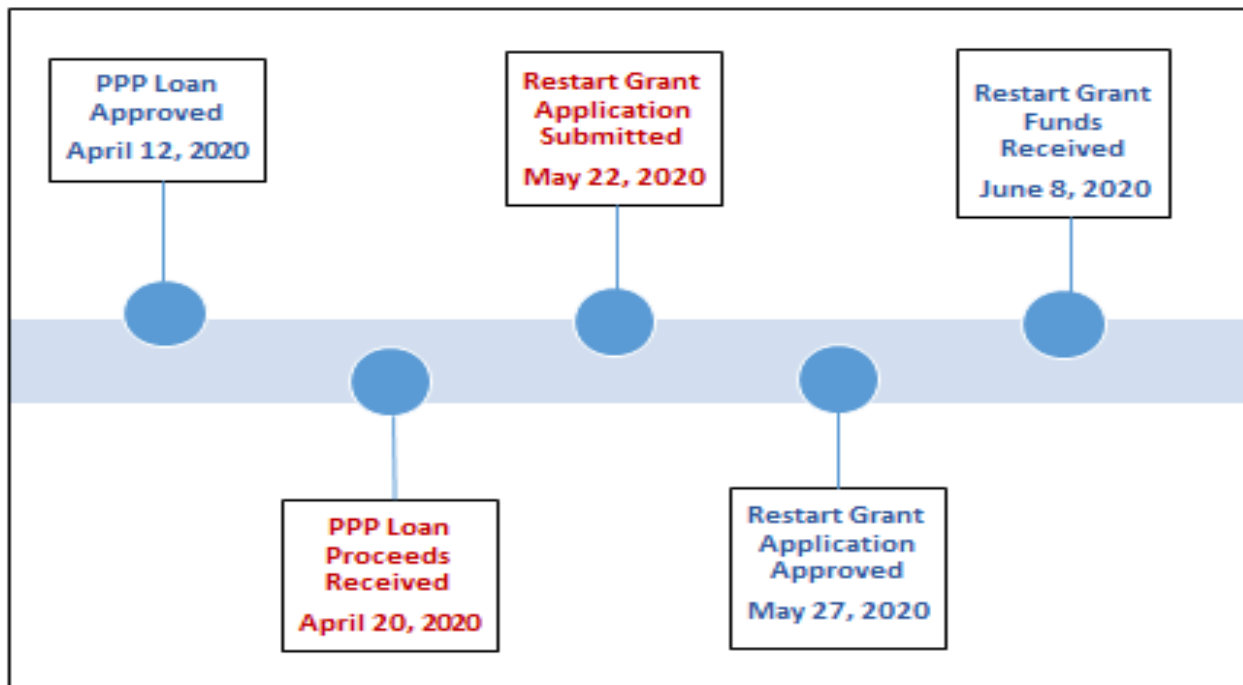 PPP Loan
Approved
April 12, 2020
PPP Loan
Proceeds
Received
April 20, 2020
Restart Grant
Application
Submitted
May 22, 2020
Restart Grant
Application
Approved
May 27, 2020
Restart Grant
Funds
Received
June 8, 2020